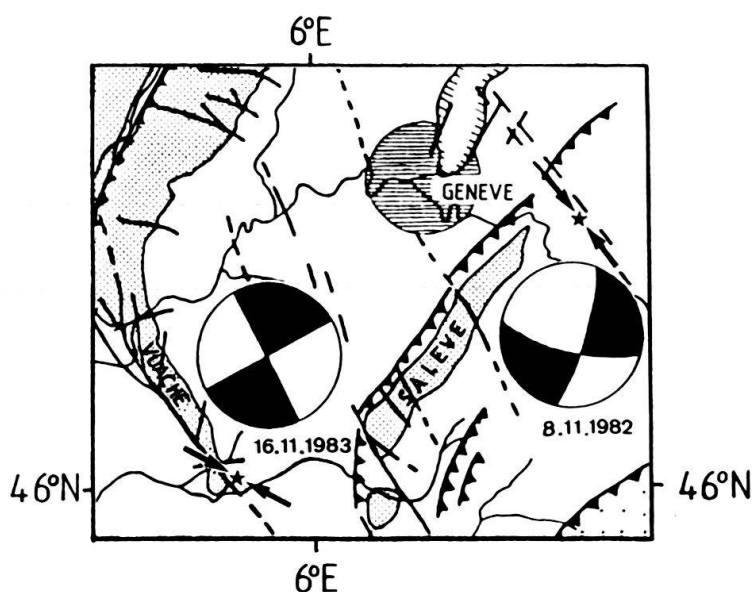 6°E
GENEVE
VUACHE
SALEVE
16.11.1983
8.11.1982
46°N
46°N
6°E